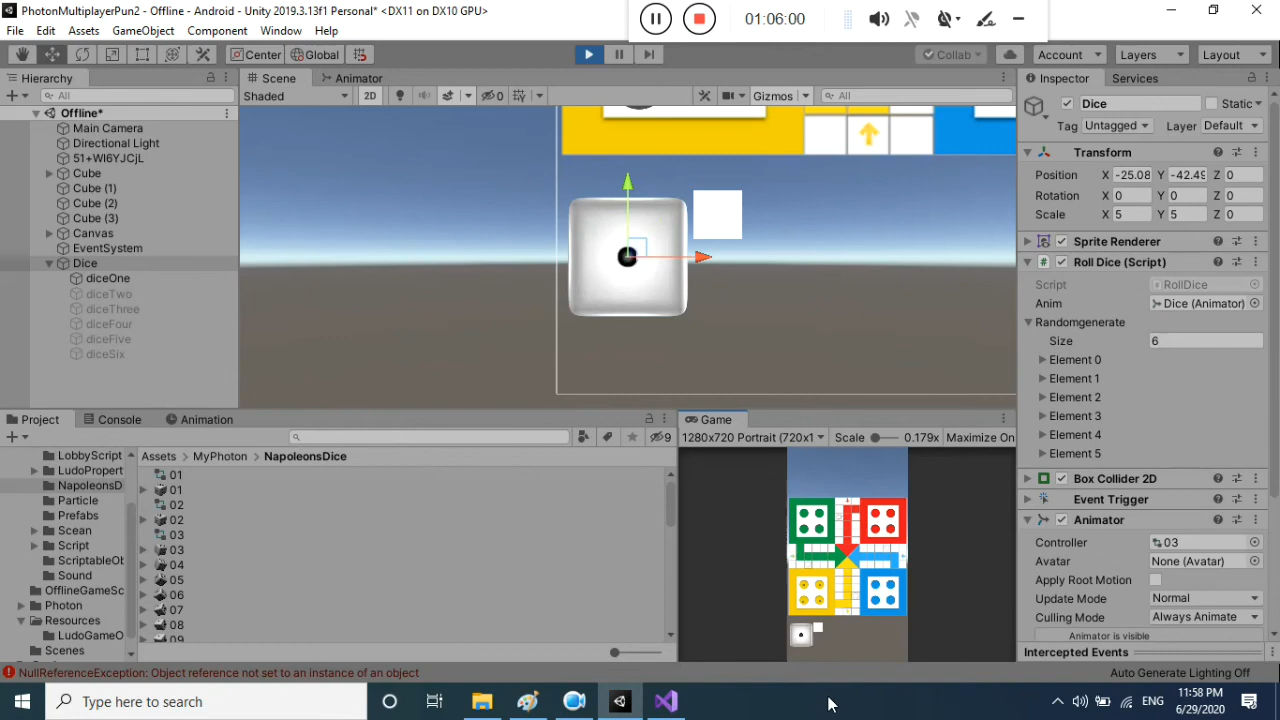 PhotonMultiplayerPun2 - Offline - Android - Unity 2019.3.13f1 Personal* <DX11 on DX10 GPU>
01:06:00
File Edit Assets GameObject Component Window Help
Center Global Collab Account Layers Layout
Hierarchy
All
Offline*
Main Camera
Directional Light
51+WI6YJCjL
Cube
Cube (1)
Cube (2)
Cube (3)
Canvas
EventSystem
Dice
diceOne
diceTwo
diceThree
diceFour
diceFive
diceSix
Scene Animator
Shaded 2D 0 Gizmos All
Inspector Services
Dice Static
Tag Untagged Layer Default
Transform
Position X -25.08 Y -42.49 Z 0
Rotation X 0 Y 0 Z 0
Scale X 5 Y 5 Z 0
Sprite Renderer
Roll Dice (Script)
Script RollDice
Anim Dice (Animator)
Randomgenerate
Size 6
Element 0
Element 1
Element 2
Element 3
Element 4
Element 5
Box Collider 2D
Event Trigger
Animator
Controller 03
Avatar None (Avatar)
Apply Root Motion
Update Mode Normal
Culling Mode Always Animate
Animator is visible
Intercepted Events
Project Console Animation
9
LobbyScript
LudoPropert
NapoleonsD
Particle
Prefabs
Scean
Script
ScriptableOb
Sound
OfflineGameSc
Photon
Resources
LudoGameO
Scenes
Assets MyPhoton NapoleonsDice
01
01
02
02
03
03
04
05
06
07
08
09
Game
1280x720 Portrait (720x1 Scale 0.179x Maximize On
NullReferenceException: Object reference not set to an instance of an object
Auto Generate Lighting Off
Type here to search
ENG
11:58 PM
6/29/2020